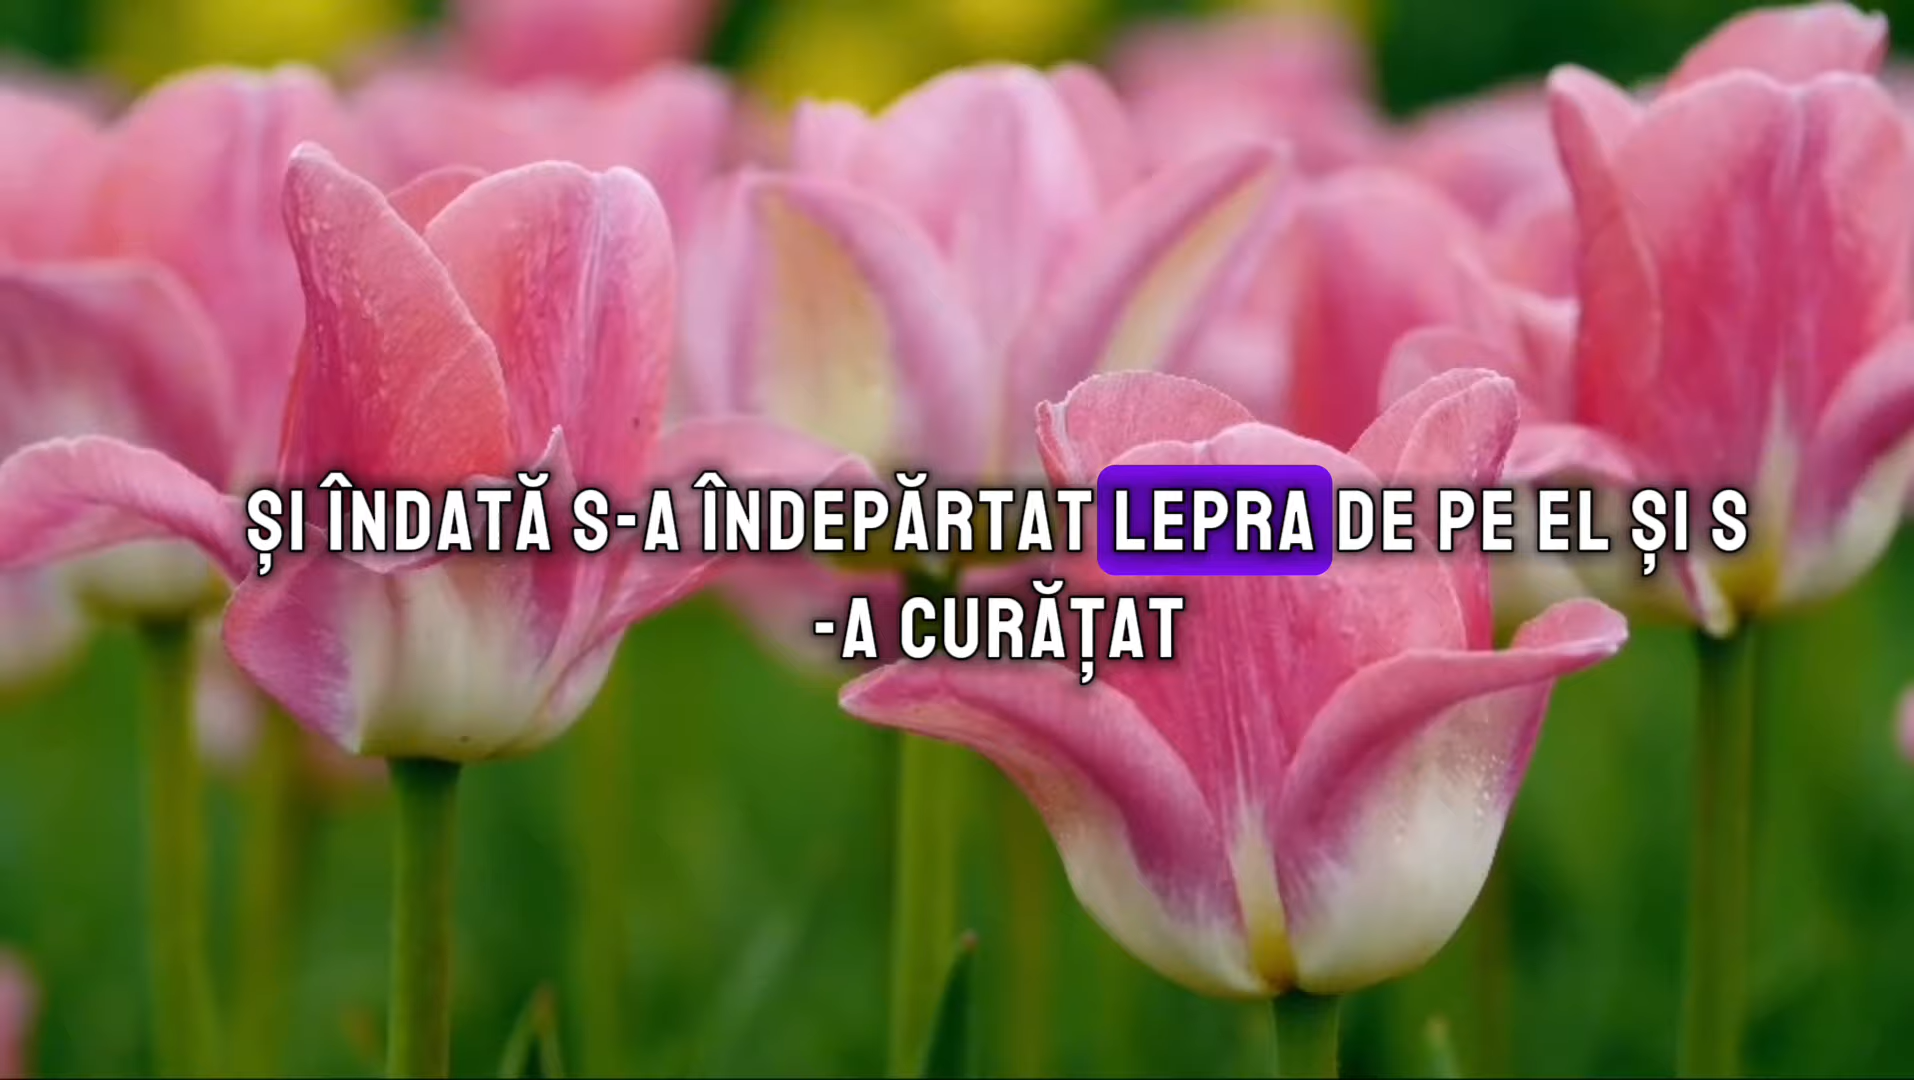 ȘI ÎNDATĂ S-A ÎNDEPĂRTAT LEPRA DE PE EL ȘI S
-A CURĂȚAT